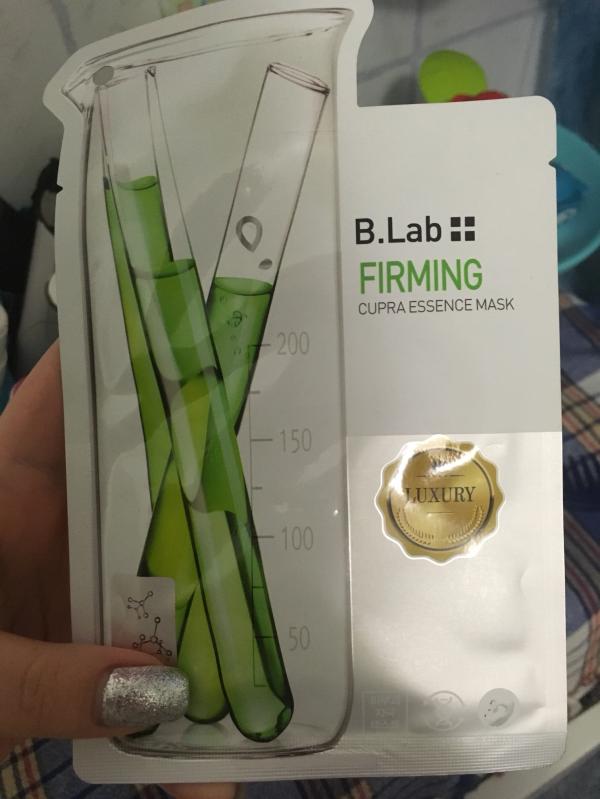 B.Lab
FIRMING
CUPRA ESSENCE MASK
200
150
100
50
LUXURY